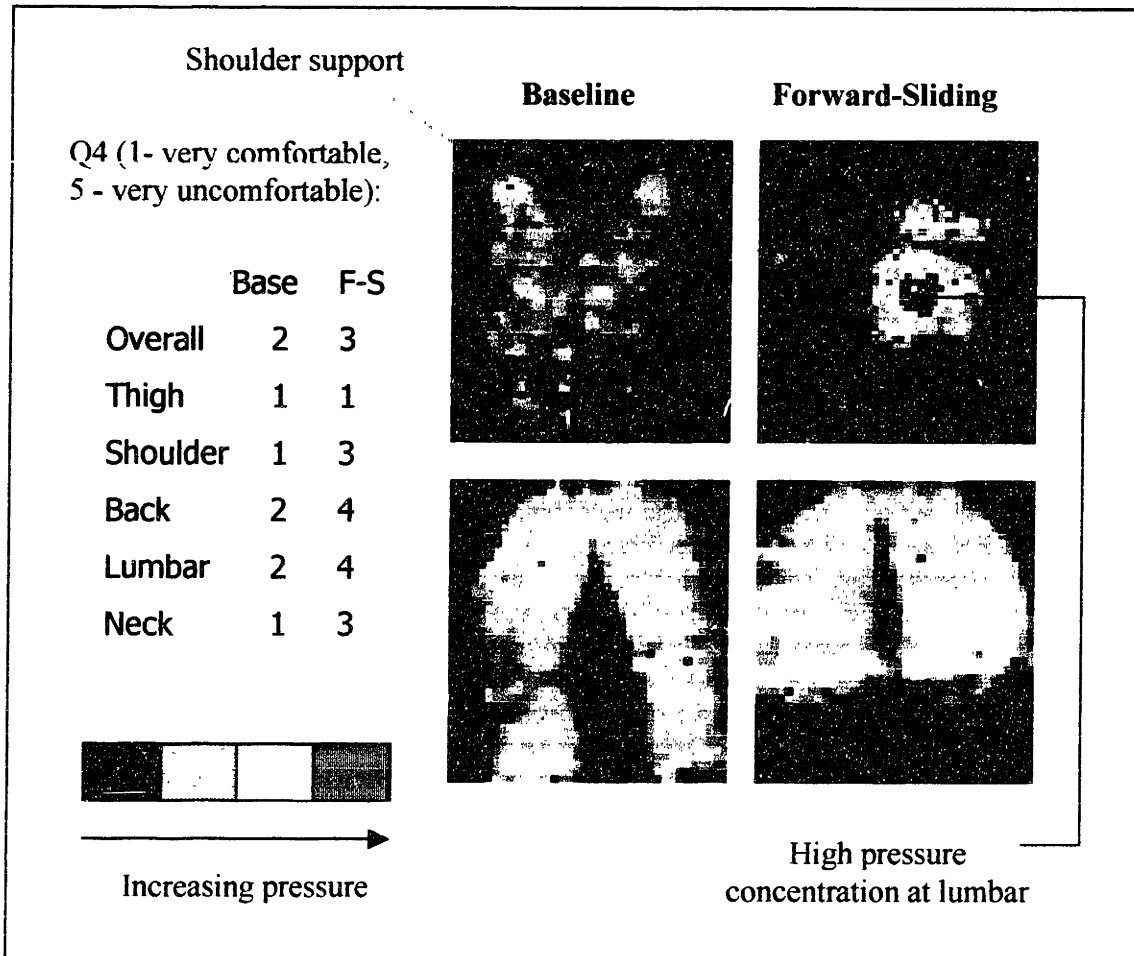 Shoulder support
Baseline
Forward-Sliding
Q4 (1- very comfortable,
5 - very uncomfortable):
Base F-S
Overall 2 3
Thigh 1 1
Shoulder 1 3
Back 2 4
Lumbar 2 4
Neck 1 3
Increasing pressure
High pressure
concentration at lumbar